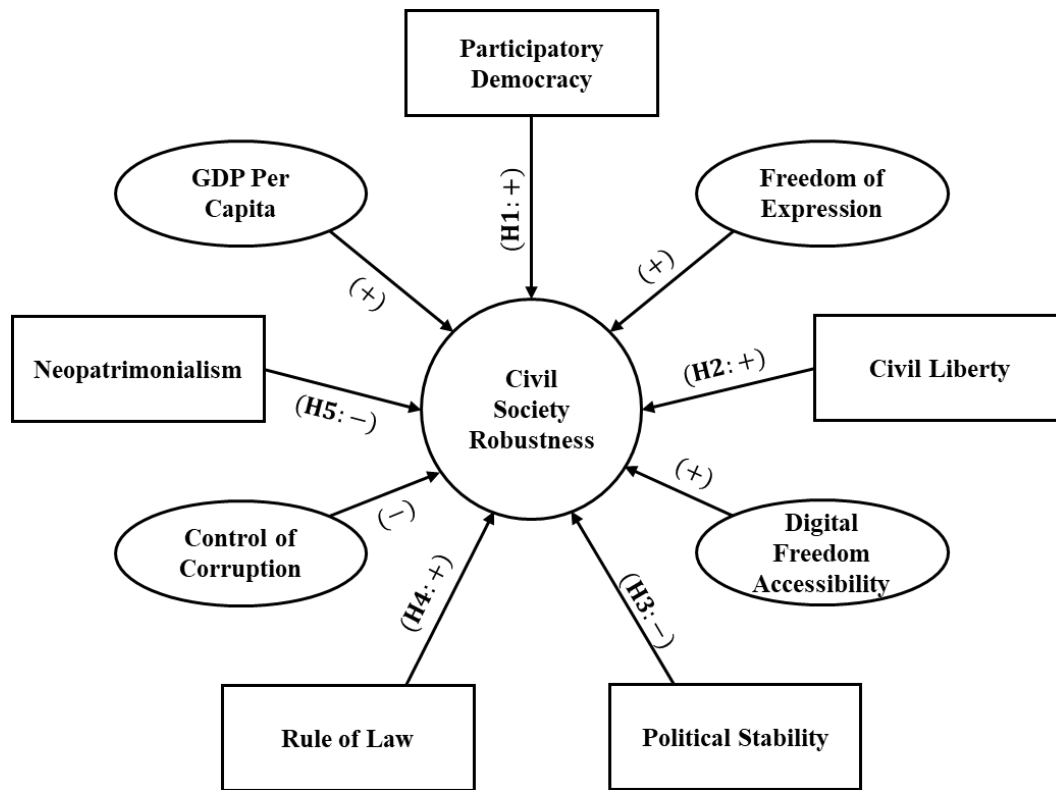 Participatory
Democracy
GDP Per
Capita
(H1:+)
Freedom of
Expression
(+)
(+)
Neopatrimonialism
(H5:−)
Civil
Society
Robustness
(H2:+)
Civil Liberty
Control of
Corruption
(−)
(+)
Digital
Freedom
Accessibility
(H4:+)
(H3:−)
Rule of Law
Political Stability